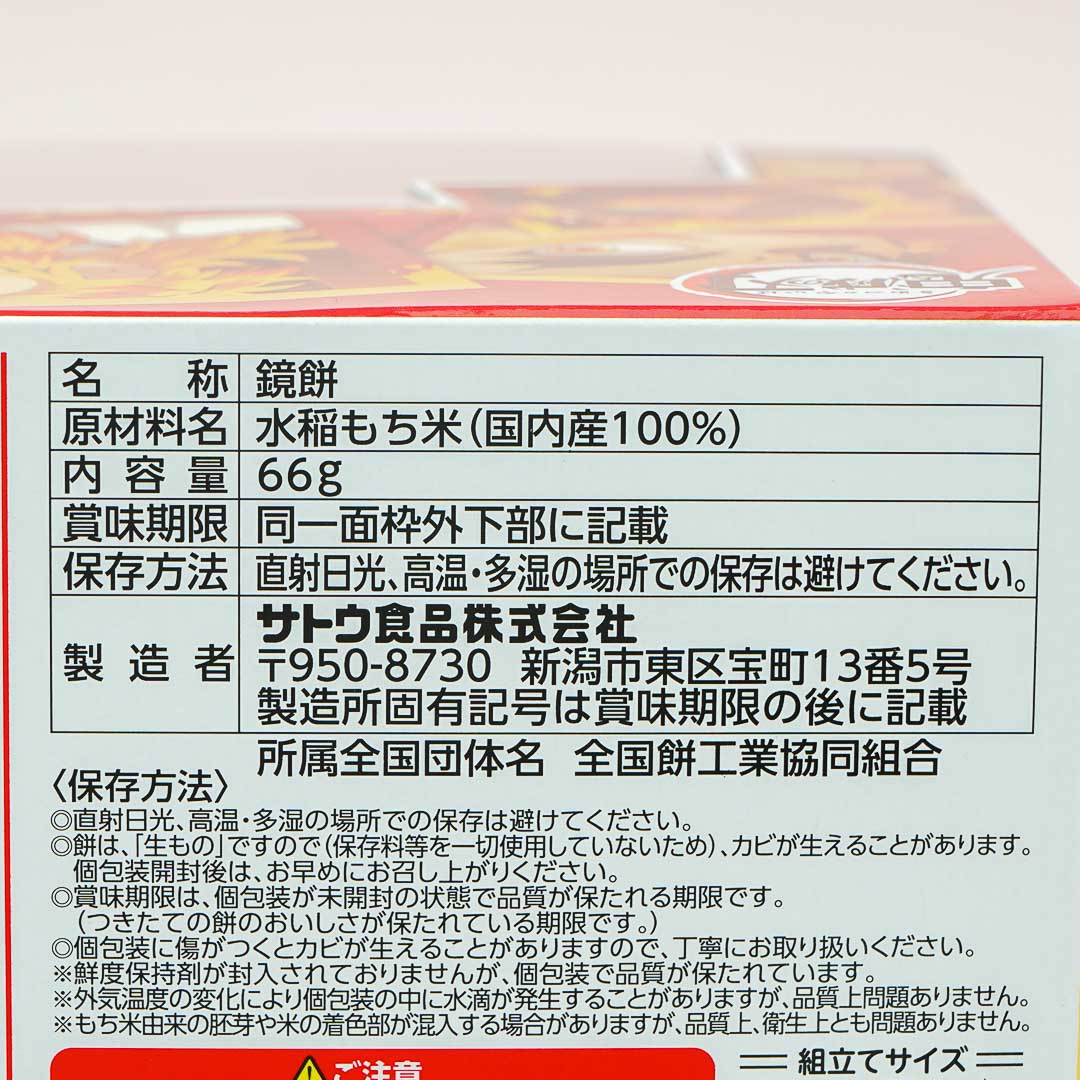 名称 鏡餅
原材料名 水稲もち米(国内産100%)
内容量 66g
賞味期限 同一面枠外下部に記載
保存方法 直射日光、高温・多湿の場所での保存は避けてください。
製造者 サトウ食品株式会社
〒950-8730 新潟市東区宝町13番5号
製造所固有記号は賞味期限の後に記載
所属全国団体名 全国餅工業協同組合
〈保存方法〉
◎直射日光、高温・多湿の場所での保存は避けてください。
◎餅は、「生もの」ですので(保存料等を一切使用していないため)、カビが生えることがあります。
個包装開封後は、お早めにお召し上がりください。
◎賞味期限は、個包装が未開封の状態で品質が保たれる期限です。
(つきたての餅のおいしさが保たれている期限です。)
◎個包装に傷がつくとカビが生えることがありますので、丁寧にお取り扱いください。
※鮮度保持剤が封入されておりませんが、個包装で品質が保たれています。
※外気温度の変化により個包装の中に水滴が発生することがありますが、品質上問題ありません。
※もち米由来の胚芽や米の着色部が混入する場合がありますが、品質上、衛生上とも問題ありません。
ご注意
組立てサイズ